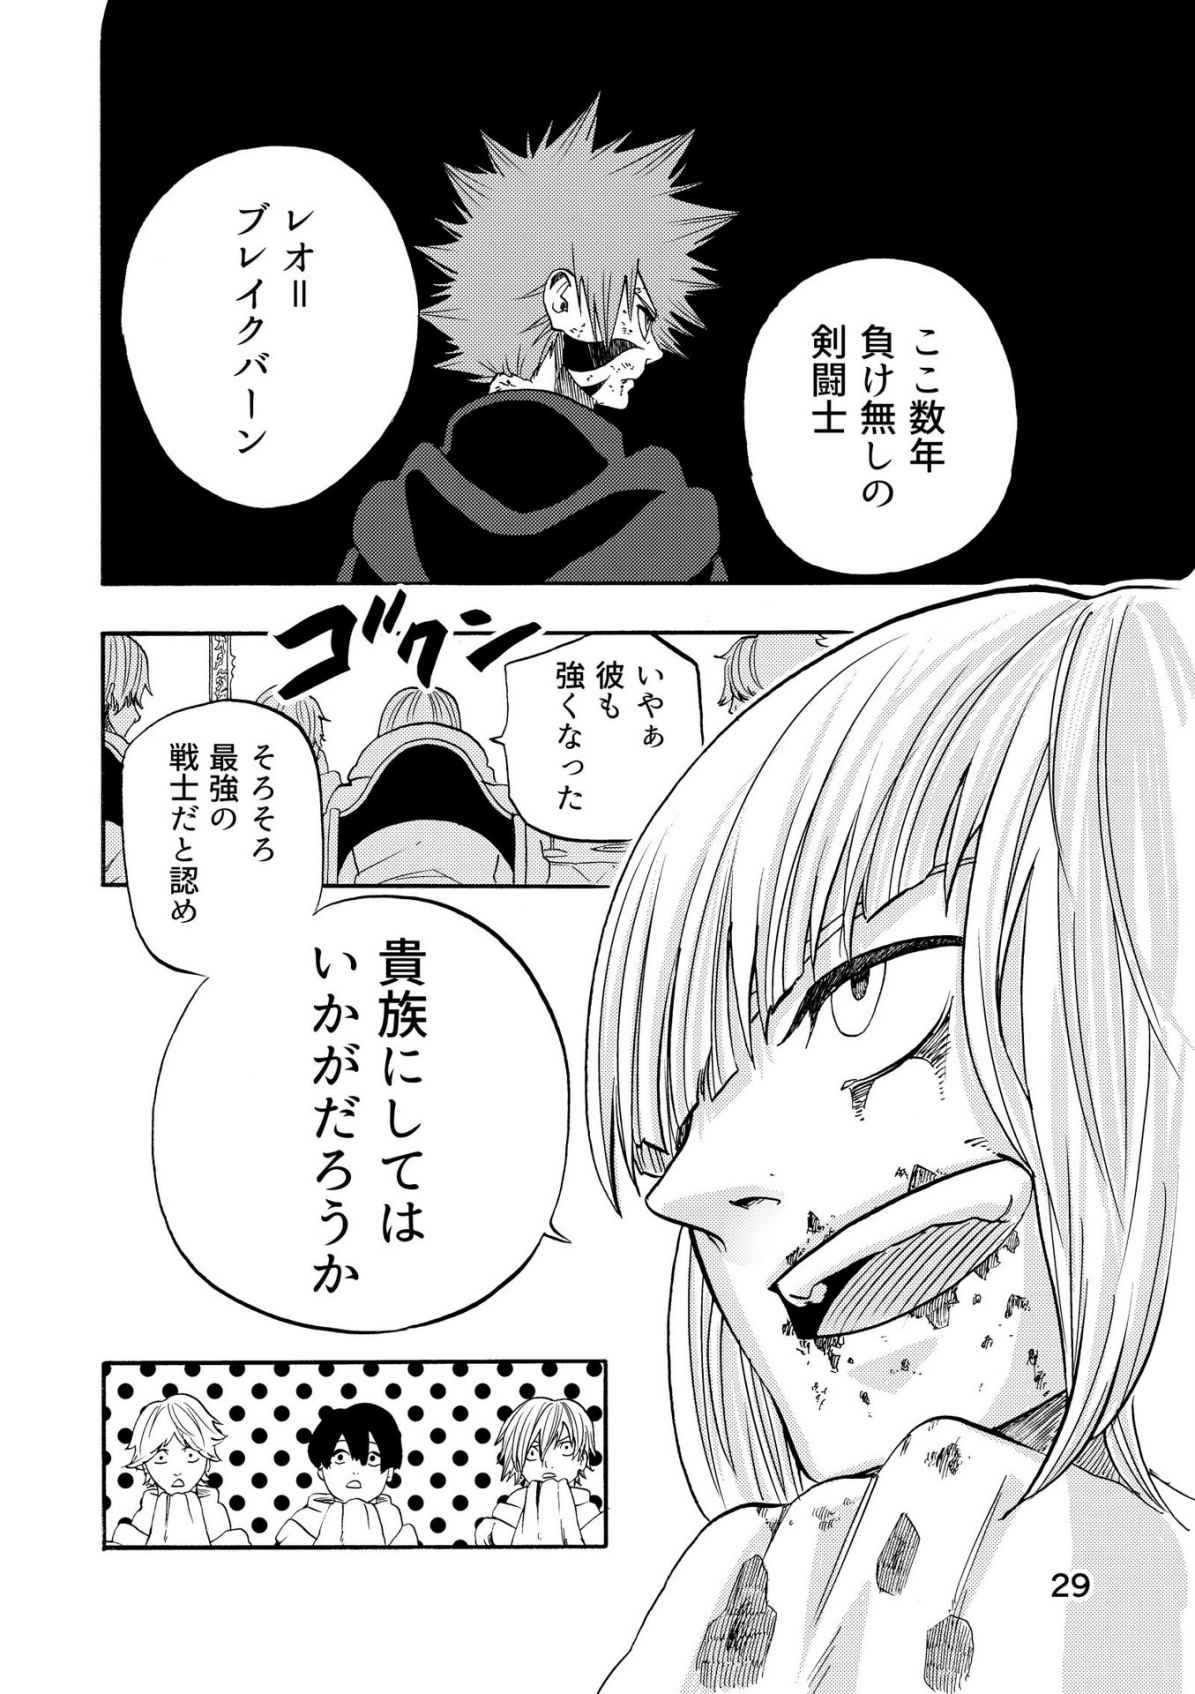 ここ数年
負け無しの
剣闘士
レオ＝
ブレイクバーン
いやぁ
彼も
強くなった
ゴクン
そろそろ
最強の
戦士だと認め
貴族にしては
いかがだろうか
29